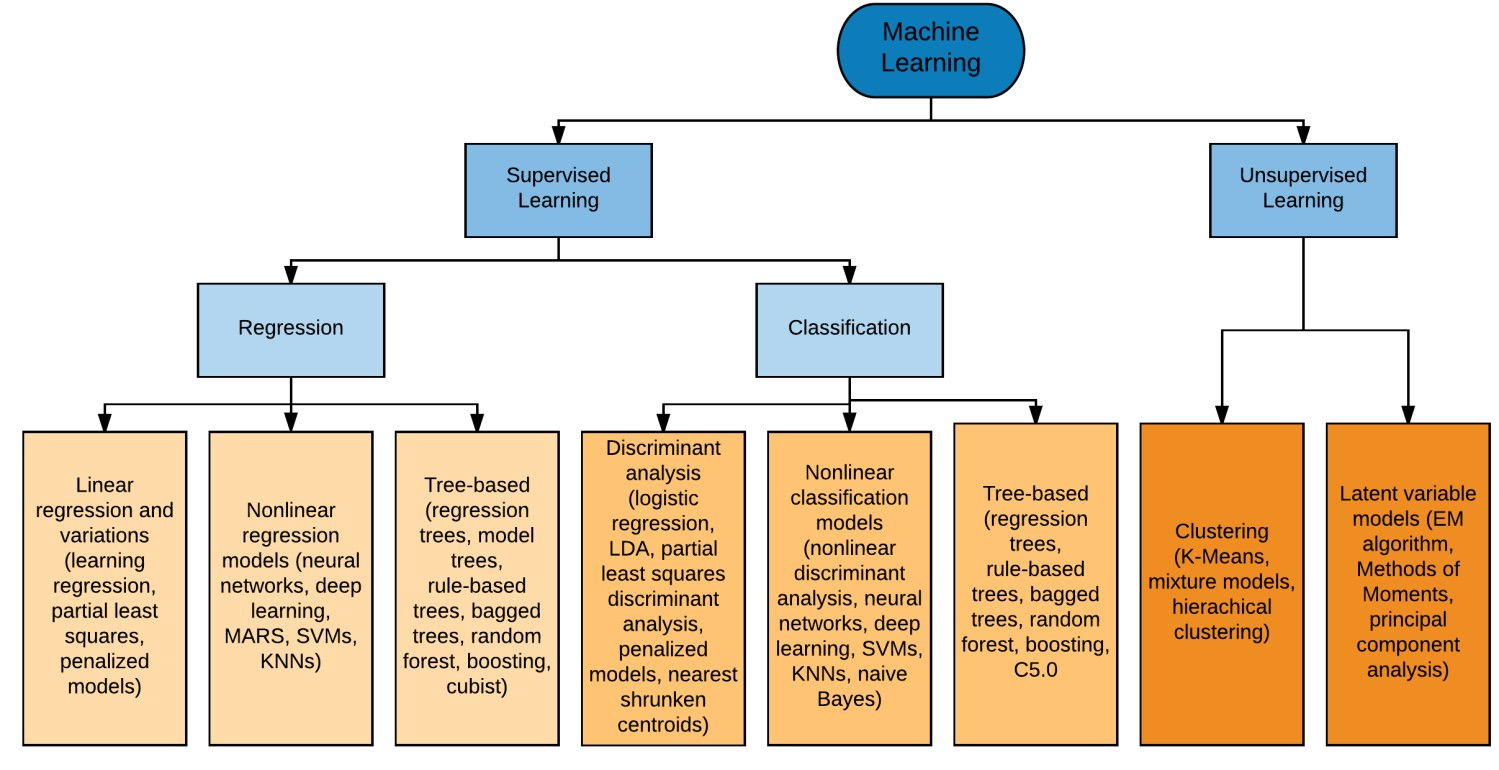 Machine
Learning
Supervised
Learning
Unsupervised
Learning
Regression
Classification
Linear
regression and
variations
(learning
regression,
partial least
squares,
penalized
models)
Nonlinear
regression
models (neural
networks, deep
learning,
MARS, SVMs,
KNNs)
Tree-based
(regression
trees, model
trees,
rule-based
trees, bagged
trees, random
forest, boosting,
cubist)
Discriminant
analysis
(logistic
regression,
LDA, partial
least squares
discriminant
analysis,
penalized
models, nearest
shrunken
centroids)
Nonlinear
classification
models
(nonlinear
discriminant
analysis, neural
networks, deep
learning, SVMs,
KNNs, naive
Bayes)
Tree-based
(regression
trees,
rule-based
trees, bagged
trees, random
forest, boosting,
C5.0
Clustering
(K-Means,
mixture models,
hierachical
clustering)
Latent variable
models (EM
algorithm,
Methods of
Moments,
principal
component
analysis)